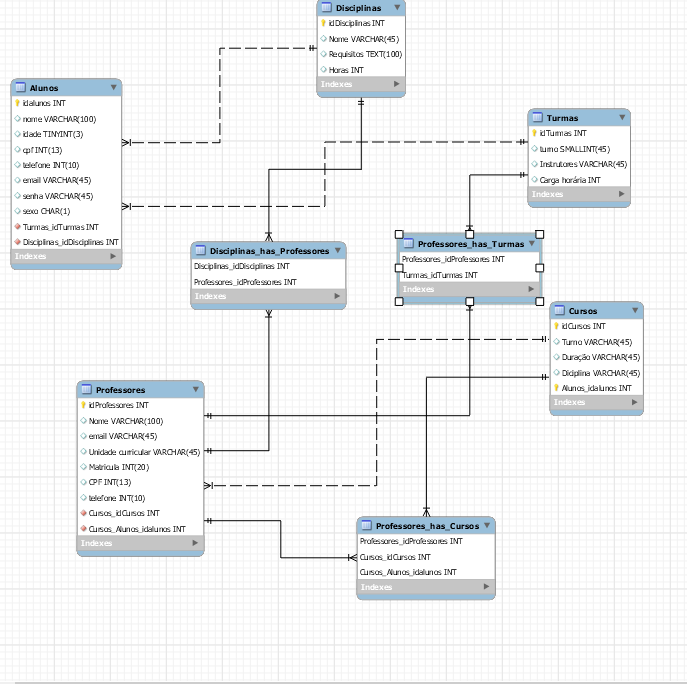 Disciplinas
idDisciplinas INT
Nome VARCHAR(45)
Requisitos TEXT(100)
Horas INT
Indexes
Alunos
idalunos INT
nome VARCHAR(100)
idade TINYINT(3)
cpf INT(13)
telefone INT(10)
email VARCHAR(45)
senha VARCHAR(45)
sexo CHAR(1)
Turmas_idTurmas INT
Disciplinas_idDisciplinas INT
Indexes
Turmas
idTurmas INT
turno SMALLINT(45)
Instrutores VARCHAR(45)
Carga horária INT
Indexes
Disciplinas_has_Professores
Disciplinas_idDisciplinas INT
Professores_idProfessores INT
Indexes
Professores_has_Turmas
Professores_idProfessores INT
Turmas_idTurmas INT
Indexes
Cursos
idCursos INT
Turno VARCHAR(45)
Duração VARCHAR(45)
Diciplina VARCHAR(45)
Alunos_idalunos INT
Indexes
Professores
idProfessores INT
Nome VARCHAR(100)
email VARCHAR(45)
Unidade curricular VARCHAR(45)
Matricula INT(20)
CPF INT(13)
telefone INT(10)
Cursos_idCursos INT
Cursos_Alunos_idalunos INT
Indexes
Professores_has_Cursos
Professores_idProfessores INT
Cursos_idCursos INT
Cursos_Alunos_idalunos INT
Indexes